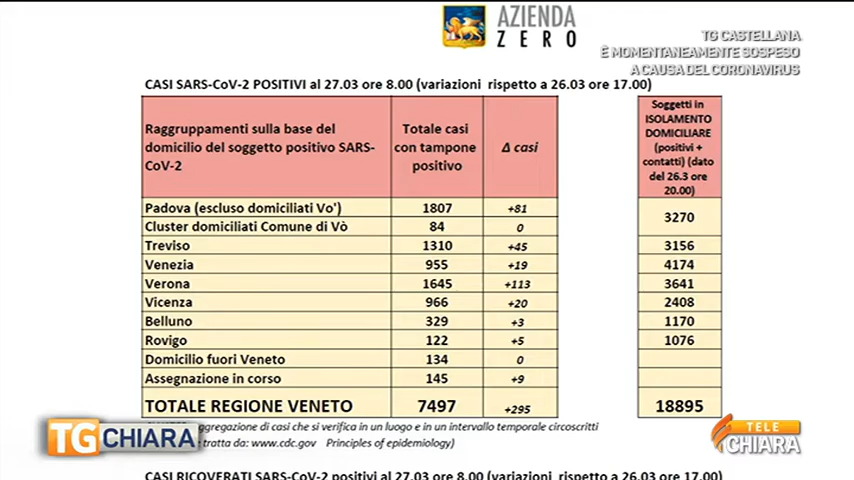 AZIENDA
ZERO
TG CASTELLANA
È MOMENTANEAMENTE SOSPESO
A CAUSA DEL CORONAVIRUS
CASI SARS-CoV-2 POSITIVI al 27.03 ore 8.00 (variazioni rispetto a 26.03 ore 17.00)
Raggruppamenti sulla base del
domicilio del soggetto positivo SARS-
CoV-2
Totale casi
con tampone
positivo
Δ casi
Soggetti in
ISOLAMENTO
DOMICILIARE
(positivi +
contatti) (dato
del 26.3 ore
20.00)
Padova (escluso domiciliati Vo') 1807 +81 3270
Cluster domiciliati Comune di Vò 84 0
Treviso 1310 +45 3156
Venezia 955 +19 4174
Verona 1645 +113 3641
Vicenza 966 +20 2408
Belluno 329 +3 1170
Rovigo 122 +5 1076
Domicilio fuori Veneto 134 0
Assegnazione in corso 145 +9
TOTALE REGIONE VENETO 7497 +295 18895
aggregazione di casi che si verifica in un luogo e in un intervallo temporale circoscritti
tratta da: www.cdc.gov Principles of epidemiology)
TG CHIARA
TELE
CHIARA
CASI RICOVERATI SARS-CoV-2 positivi al 27.03 ore 8.00 (variazioni rispetto a 26.03 ore 17.00)